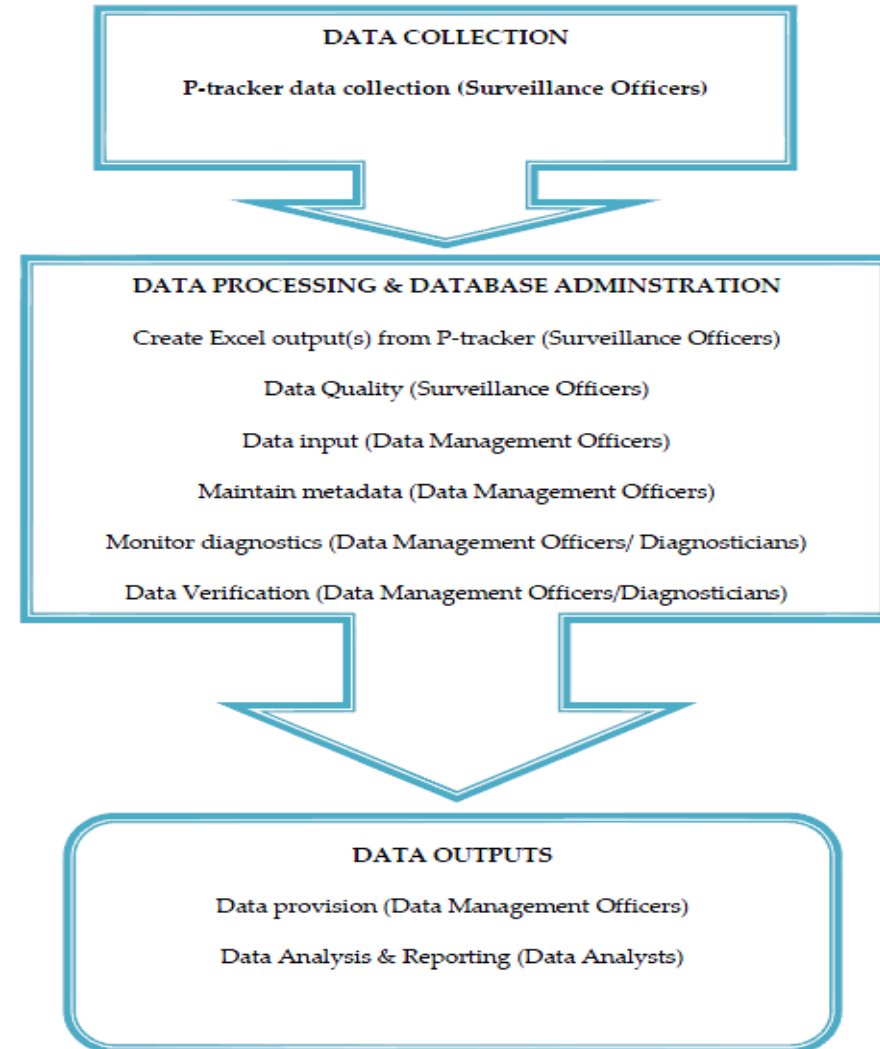 DATA COLLECTION
P-tracker data collection (Surveillance Officers)
DATA PROCESSING & DATABASE ADMINSTRATION
Create Excel output(s) from P-tracker (Surveillance Officers)
Data Quality (Surveillance Officers)
Data input (Data Management Officers)
Maintain metadata (Data Management Officers)
Monitor diagnostics (Data Management Officers/ Diagnosticians)
Data Verification (Data Management Officers/Diagnosticians)
DATA OUTPUTS
Data provision (Data Management Officers)
Data Analysis & Reporting (Data Analysts)